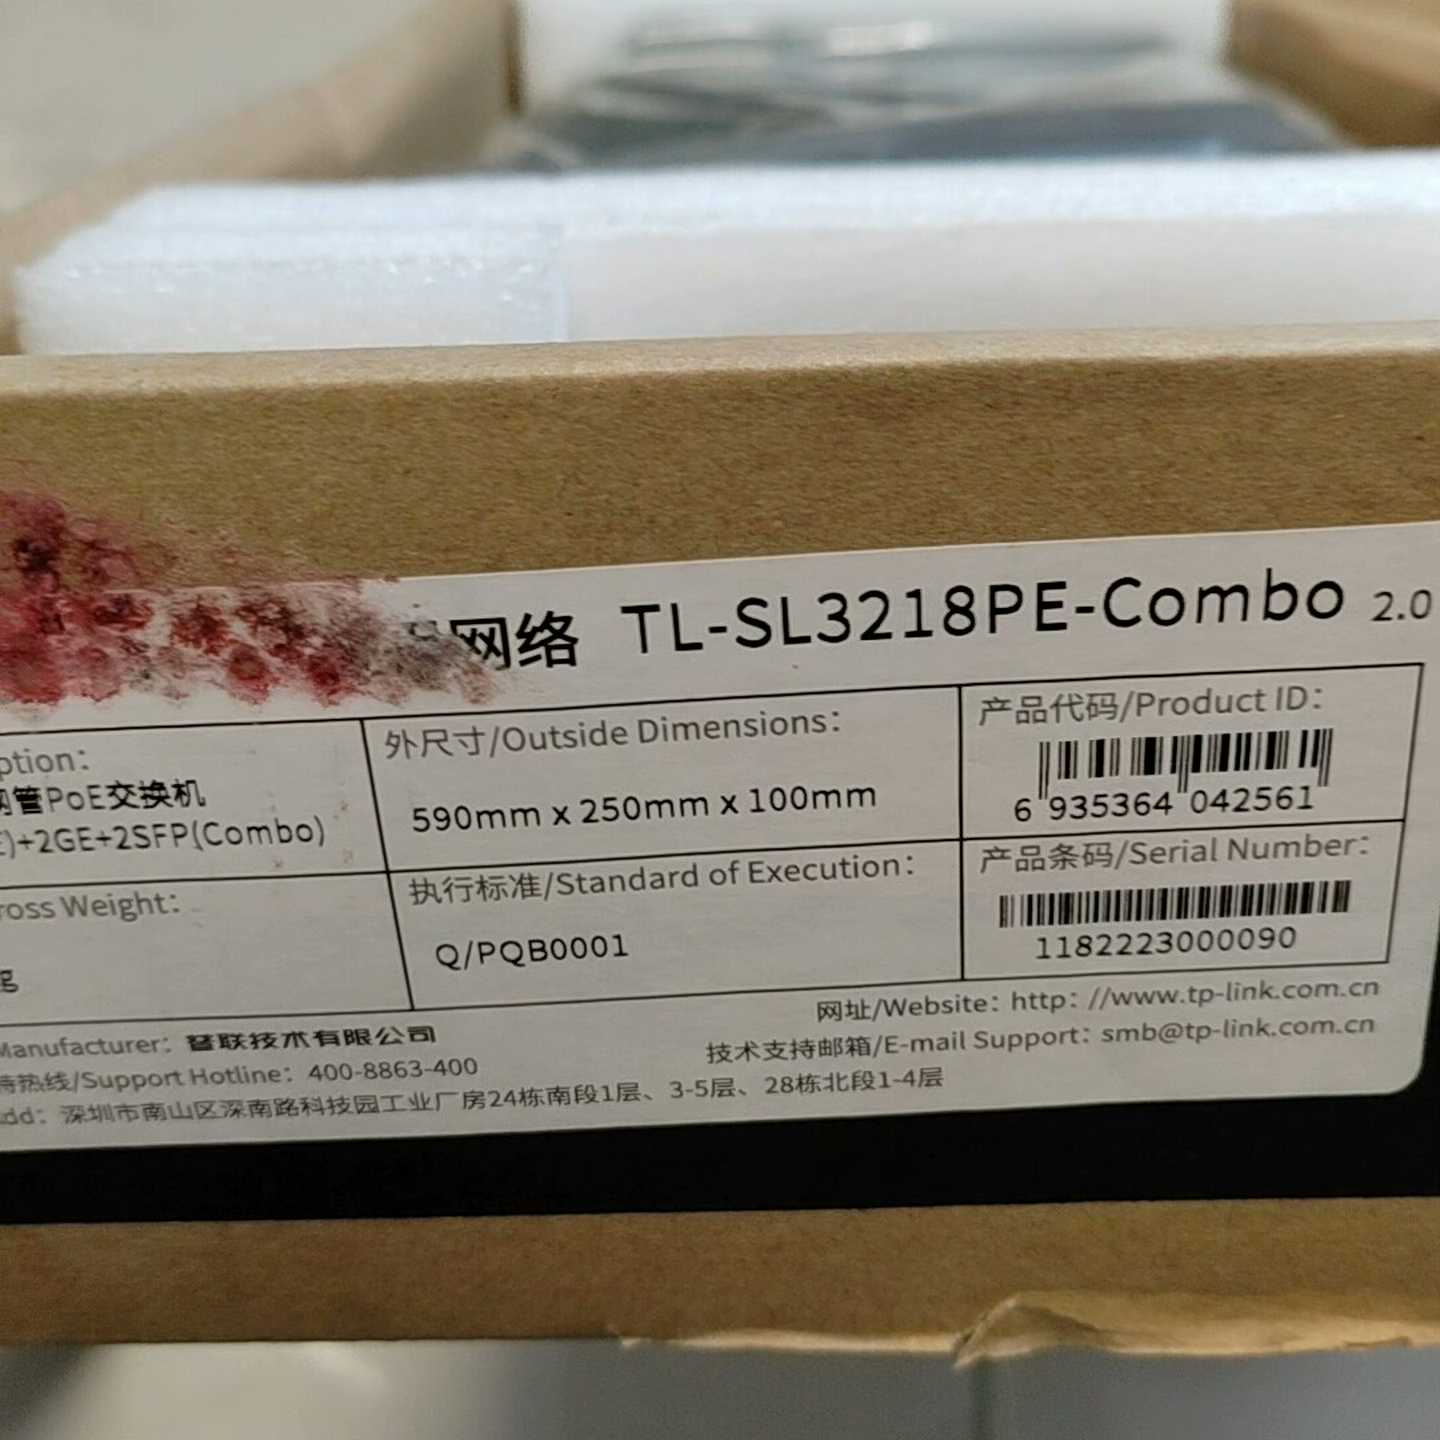 网络 TL-SL3218PE-Combo 2.0
ption:
网管PoE交换机
E)+2GE+2SFP(Combo)
外尺寸/Outside Dimensions:
590mm x 250mm x 100mm
产品代码/Product ID:
6 935364 042561
ross Weight:
执行标准/Standard of Execution:
Q/PQB0001
产品条码/Serial Number:
1182223000090
Manufacturer: 普联技术有限公司
网址/Website: http: //www.tp-link.com.cn
持热线/Support Hotline: 400-8863-400
技术支持邮箱/E-mail Support: smb@tp-link.com.cn
Add: 深圳市南山区深南路科技园工业厂房24栋南段1层、3-5层、28栋北段1-4层